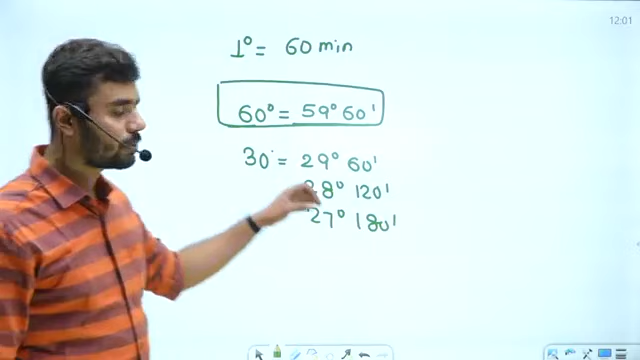 12:01
1° = 60 min
60° = 59° 60'
30° = 29° 60'
28° 120'
27° 180'